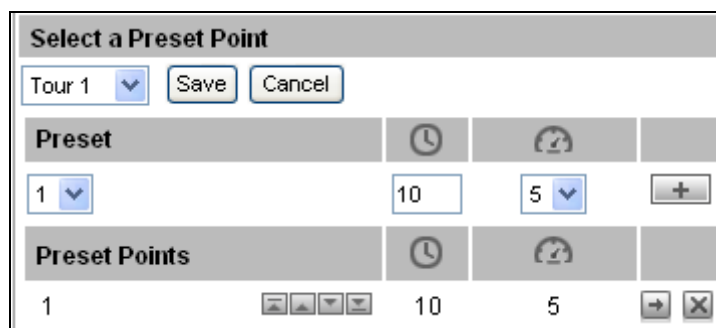 Select a Preset Point
Tour 1 Save Cancel
Preset
1 10 5 +
Preset Points
1 10 5